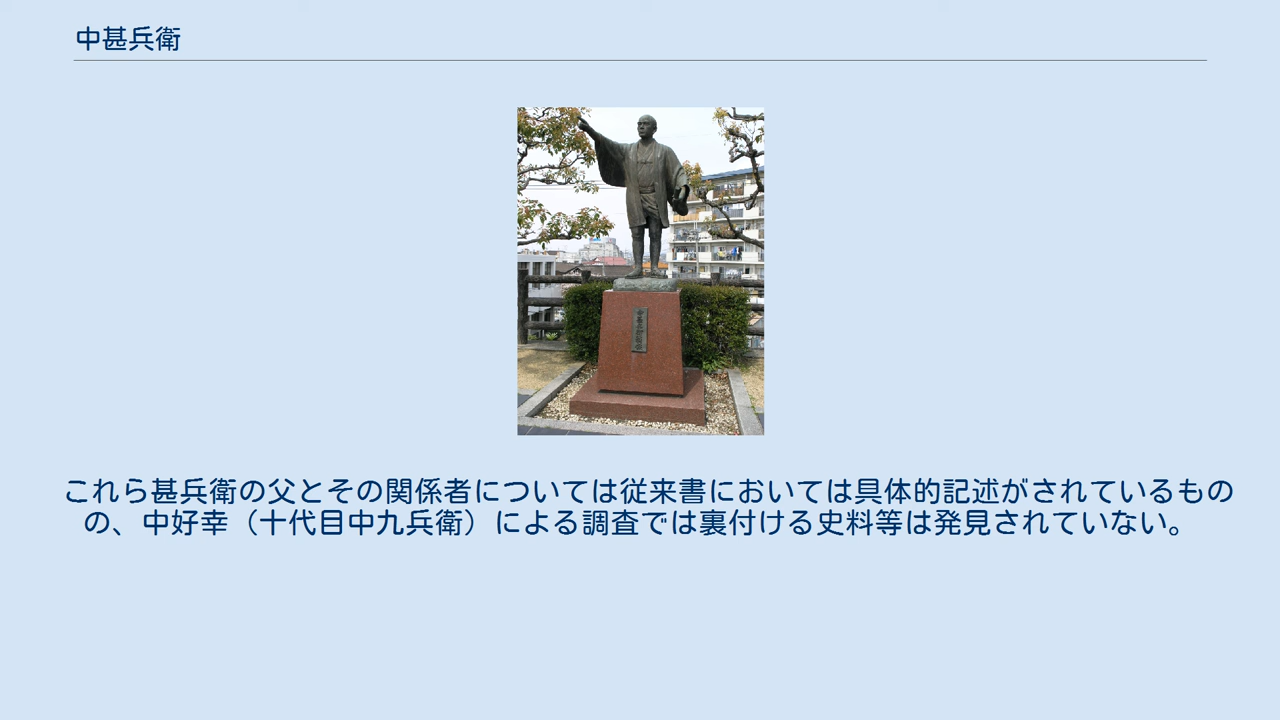 中甚兵衛
これら甚兵衛の父とその関係者については従来書においては具体的記述がされているもの
の、中好幸（十代目中九兵衛）による調査では裏付ける史料等は発見されていない。